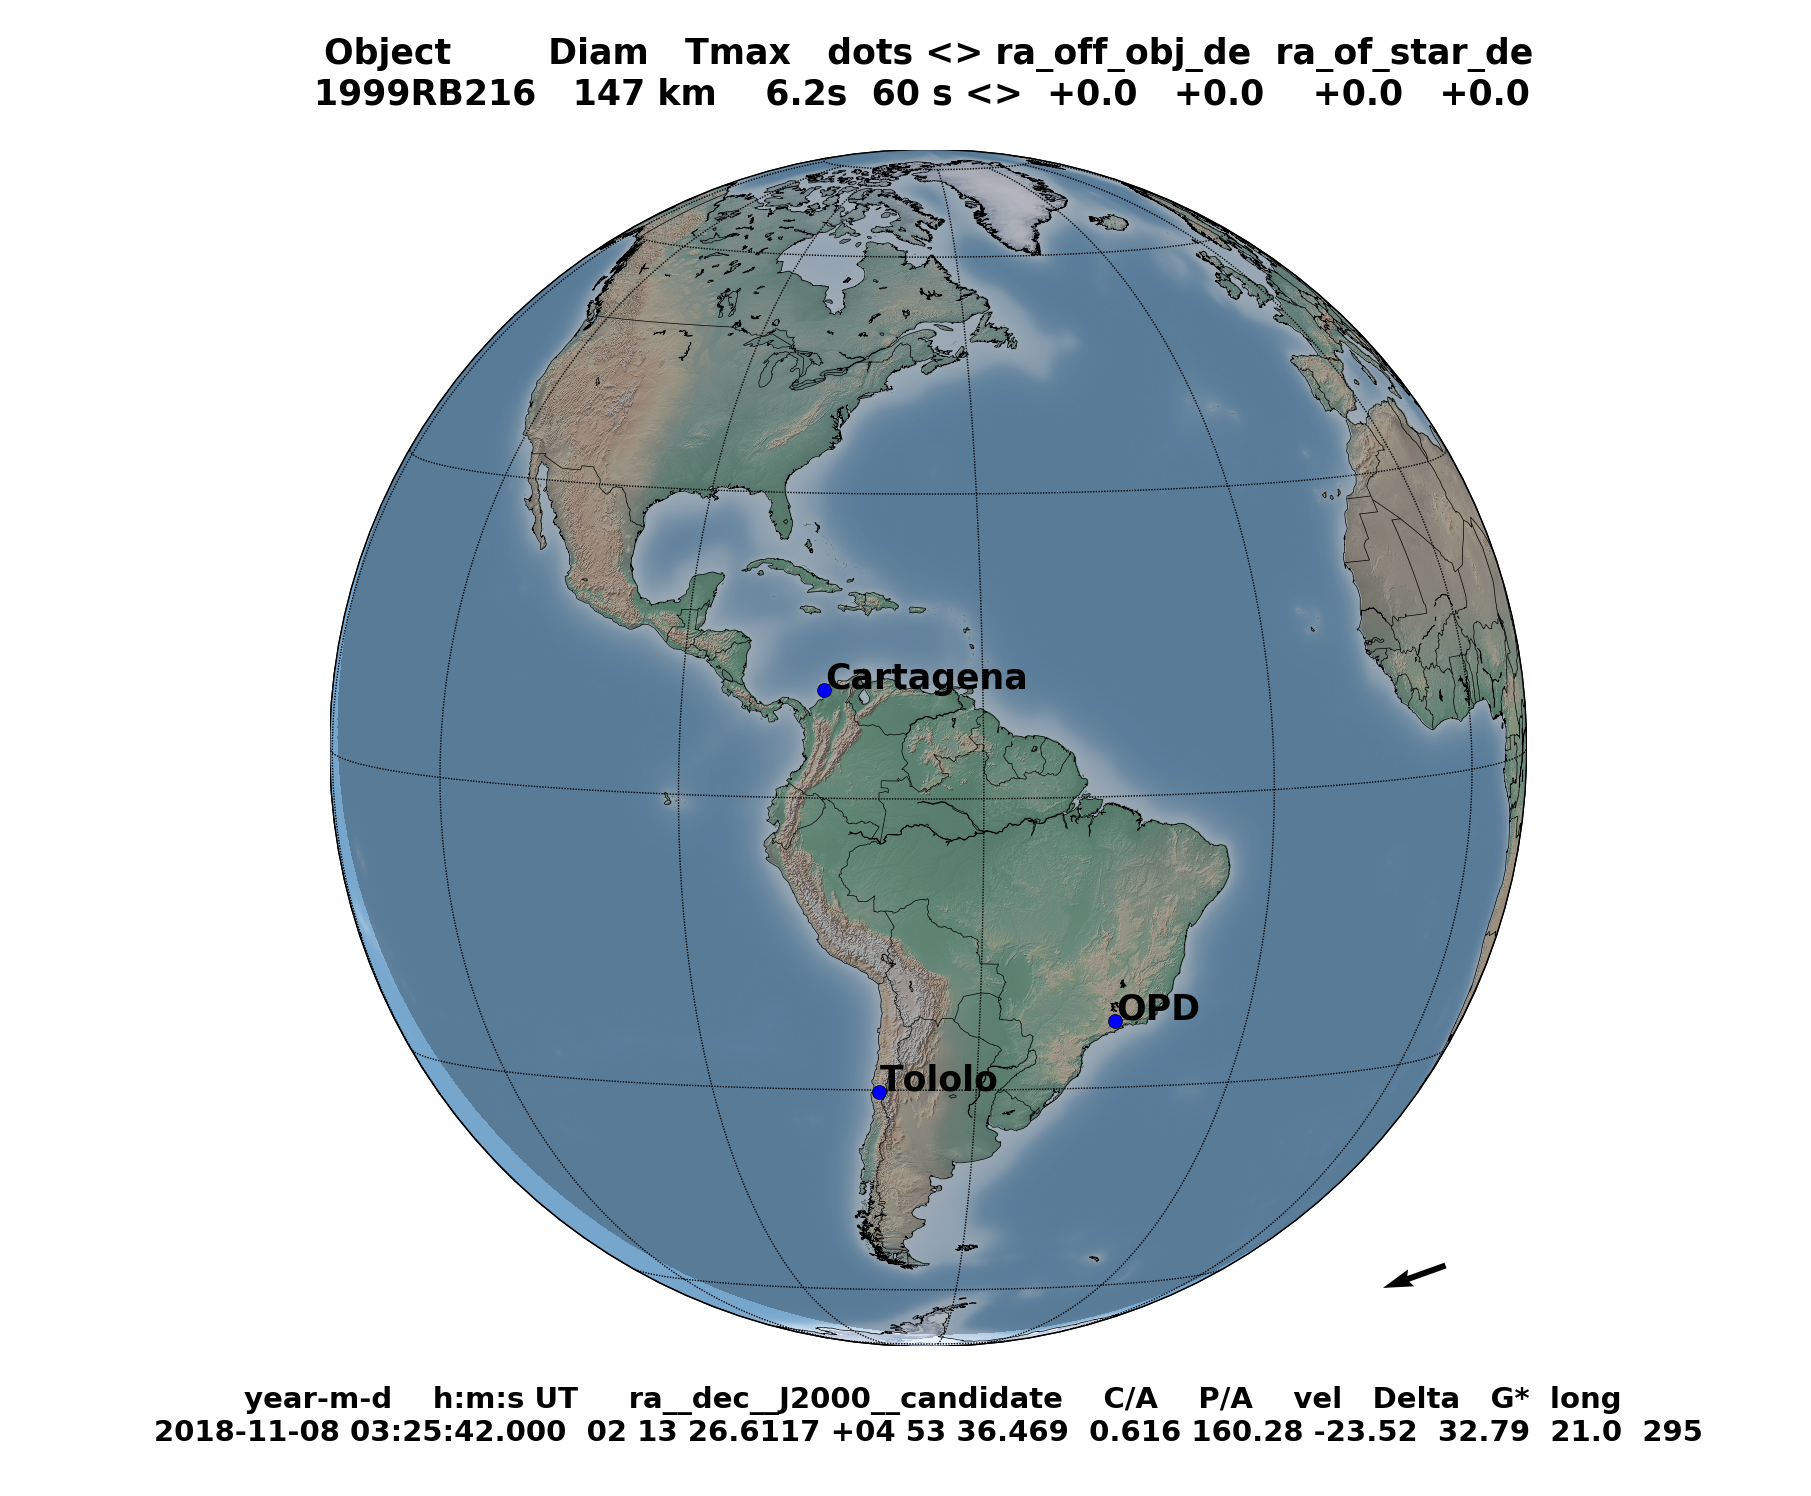 Object Diam Tmax dots <> ra_off_obj_de ra_of_star_de
1999RB216 147 km 6.2s 60 s <> +0.0 +0.0 +0.0 +0.0
Cartagena
OPD
Tololo
year-m-d h:m:s UT ra__dec__J2000__candidate C/A P/A vel Delta G* long
2018-11-08 03:25:42.000 02 13 26.6117 +04 53 36.469 0.616 160.28 -23.52 32.79 21.0 295